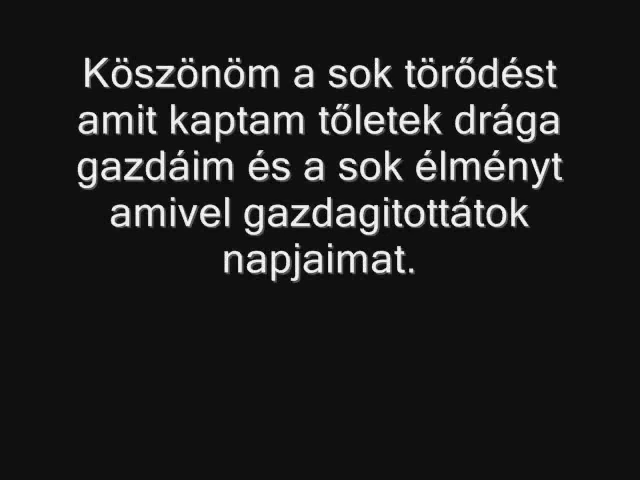 Köszönöm a sok törődést
amit kaptam tőletek drága
gazdáim és a sok élményt
amivel gazdagitottátok
napjaimat.